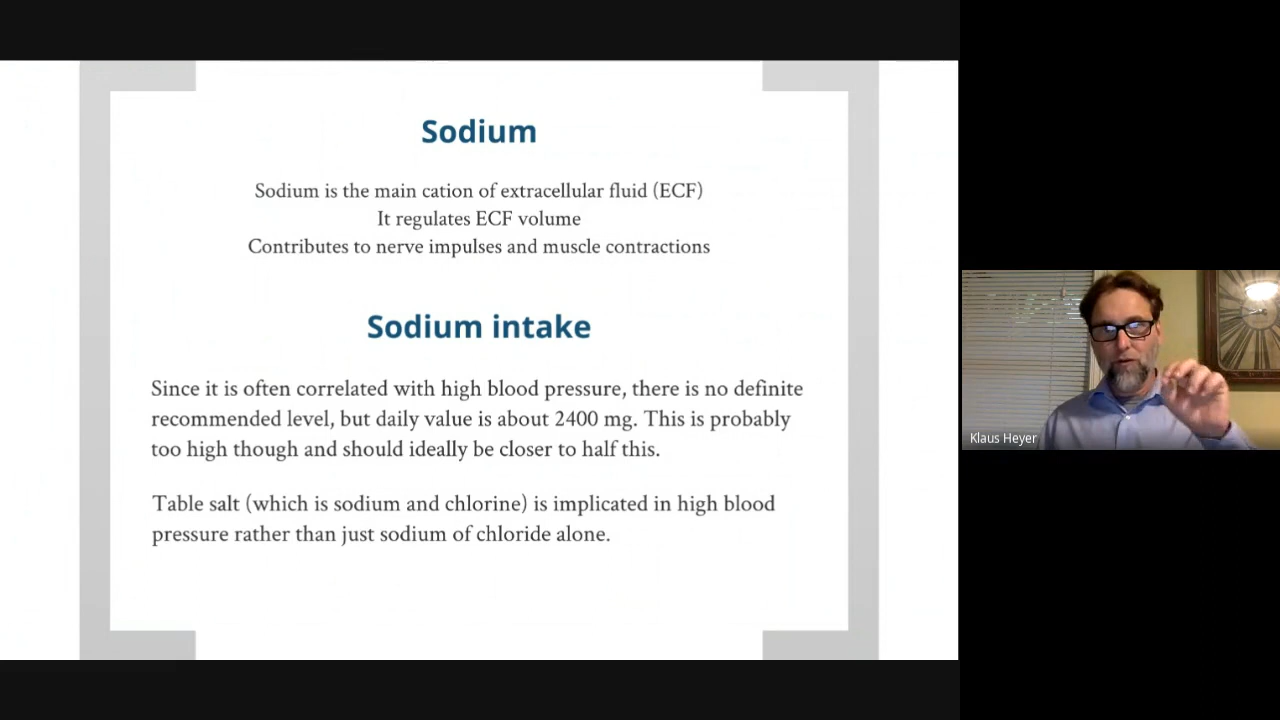 Sodium
Sodium is the main cation of extracellular fluid (ECF)
It regulates ECF volume
Contributes to nerve impulses and muscle contractions
Sodium intake
Since it is often correlated with high blood pressure, there is no definite
recommended level, but daily value is about 2400 mg. This is probably
too high though and should ideally be closer to half this.
Table salt (which is sodium and chlorine) is implicated in high blood
pressure rather than just sodium of chloride alone.
Klaus Heyer